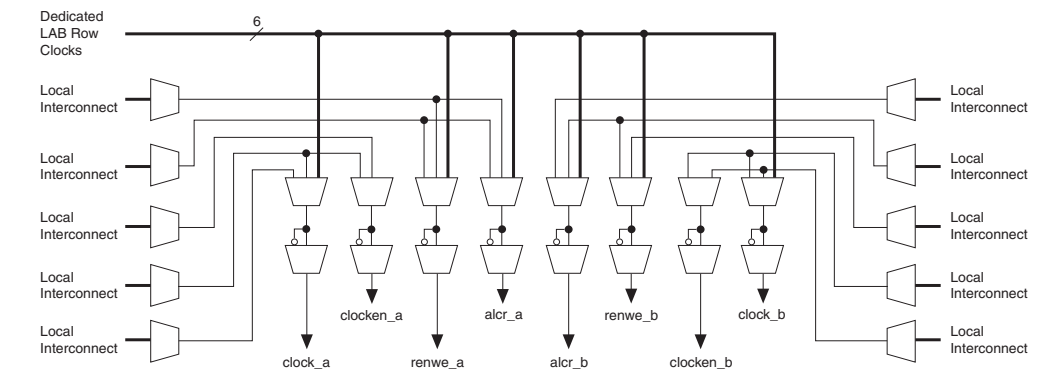 Dedicated
LAB Row
Clocks
6
Local
Interconnect
Local
Interconnect
Local
Interconnect
Local
Interconnect
Local
Interconnect
Local
Interconnect
Local
Interconnect
Local
Interconnect
Local
Interconnect
Local
Interconnect
clocken_a
alcr_a
renwe_b
clock_b
clock_a
renwe_a
alcr_b
clocken_b